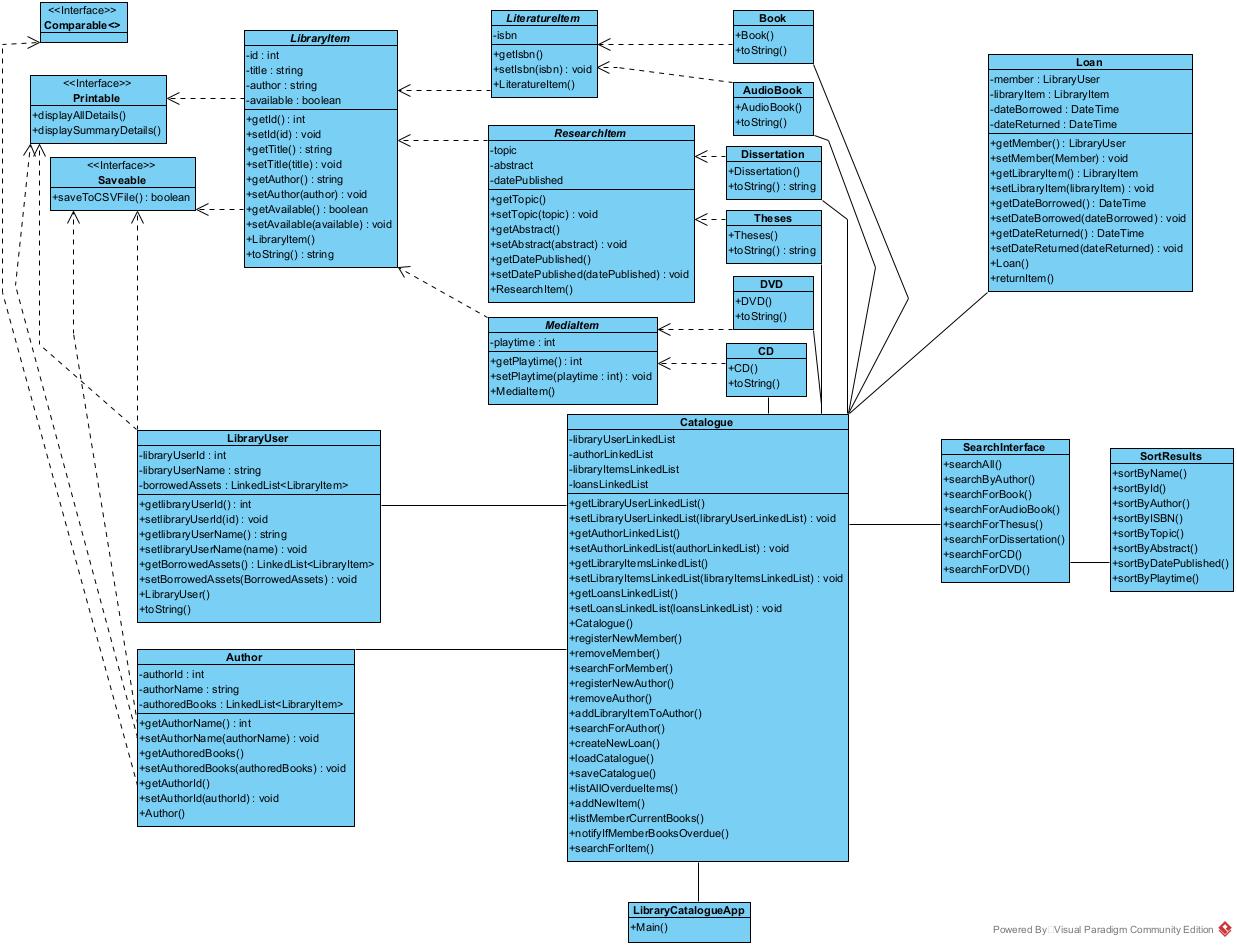 <<Interface>>
Comparable<>
<<Interface>>
Printable
+displayAllDetails()
+displaySummaryDetails()
<<Interface>>
Saveable
+saveToCSVFile() : boolean
LibraryItem
-id : int
-title : string
-author : string
-available : boolean
+getId() : int
+setId(id) : void
+getTitle() : string
+setTitle(title) : void
+getAuthor() : string
+setAuthor(author) : void
+getAvailable() : boolean
+setAvailable(available) : void
+LibraryItem()
+toString() : string
LiteratureItem
-isbn
+getIsbn()
+setIsbn(isbn) : void
+LiteratureItem()
ResearchItem
-topic
-abstract
-datePublished
+getTopic()
+setTopic(topic) : void
+getAbstract()
+setAbstract(abstract) : void
+getDatePublished()
+setDatePublished(datePublished) : void
+ResearchItem()
MediaItem
-playtime : int
+getPlaytime() : int
+setPlaytime(playtime : int) : void
+MediaItem()
Book
+Book()
+toString()
AudioBook
+AudioBook()
+toString()
Dissertation
+Dissertation()
+toString() : string
Theses
+Theses()
+toString() : string
DVD
+DVD()
+toString()
CD
+CD()
+toString()
Loan
-member : LibraryUser
-libraryItem : LibraryItem
-dateBorrowed : DateTime
-dateReturned : DateTime
+getMember() : LibraryUser
+setMember(Member) : void
+getLibraryItem() : LibraryItem
+setLibraryItem(libraryItem) : void
+getDateBorrowed() : DateTime
+setDateBorrowed(dateBorrowed) : void
+getDateReturned() : DateTime
+setDateReturned(dateReturned) : void
+Loan()
+returnItem()
LibraryUser
-libraryUserId : int
-libraryUserName : string
-borrowedAssets : LinkedList<LibraryItem>
+getlibraryUserId() : int
+setlibraryUserId(id) : void
+getlibraryUserName() : string
+setlibraryUserName(name) : void
+getBorrowedAssets() : LinkedList<LibraryItem>
+setBorrowedAssets(BorrowedAssets) : void
+LibraryUser()
+toString()
Author
-authorId : int
-authorName : string
-authoredBooks : LinkedList<LibraryItem>
+getAuthorName() : int
+setAuthorName(authorName) : void
+getAuthoredBooks()
+setAuthoredBooks(authoredBooks) : void
+getAuthorId()
+setAuthorId(authorId) : void
+Author()
Catalogue
-libraryUserLinkedList
-authorLinkedList
-libraryItemsLinkedList
-loansLinkedList
+getLibraryUserLinkedList()
+setLibraryUserLinkedList(libraryUserLinkedList) : void
+getAuthorLinkedList()
+setAuthorLinkedList(authorLinkedList) : void
+getLibraryItemsLinkedList()
+setLibraryItemsLinkedList(libraryItemsLinkedList) : void
+getLoansLinkedList()
+setLoansLinkedList(loansLinkedList) : void
+Catalogue()
+registerNewMember()
+removeMember()
+searchForMember()
+registerNewAuthor()
+removeAuthor()
+addLibraryItemToAuthor()
+searchForAuthor()
+createNewLoan()
+loadCatalogue()
+saveCatalogue()
+listAllOverdueItems()
+addNewItem()
+listMemberCurrentBooks()
+notifyIfMemberBooksOverdue()
+searchForItem()
SearchInterface
+searchAll()
+searchByAuthor()
+searchForBook()
+searchForAudioBook()
+searchForThesus()
+searchForDissertation()
+searchForCD()
+searchForDVD()
SortResults
+sortByName()
+sortById()
+sortByAuthor()
+sortByISBN()
+sortByTopic()
+sortByAbstract()
+sortByDatePublished()
+sortByPlaytime()
LibraryCatalogueApp
+Main()
Powered By Visual Paradigm Community Edition